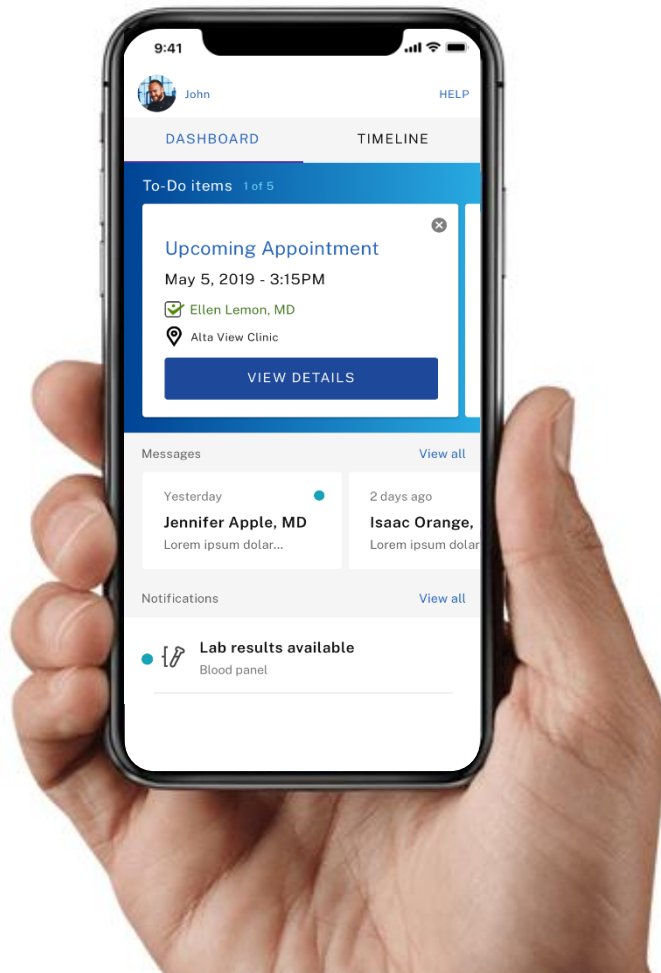 9:41
John
HELP
DASHBOARD TIMELINE
To-Do items 1 of 5
Upcoming Appointment
May 5, 2019 - 3:15PM
Ellen Lemon, MD
Alta View Clinic
VIEW DETAILS
Messages View all
Yesterday
Jennifer Apple, MD
Lorem ipsum dolar...
2 days ago
Isaac Orange,
Lorem ipsum dolar
Notifications View all
Lab results available
Blood panel